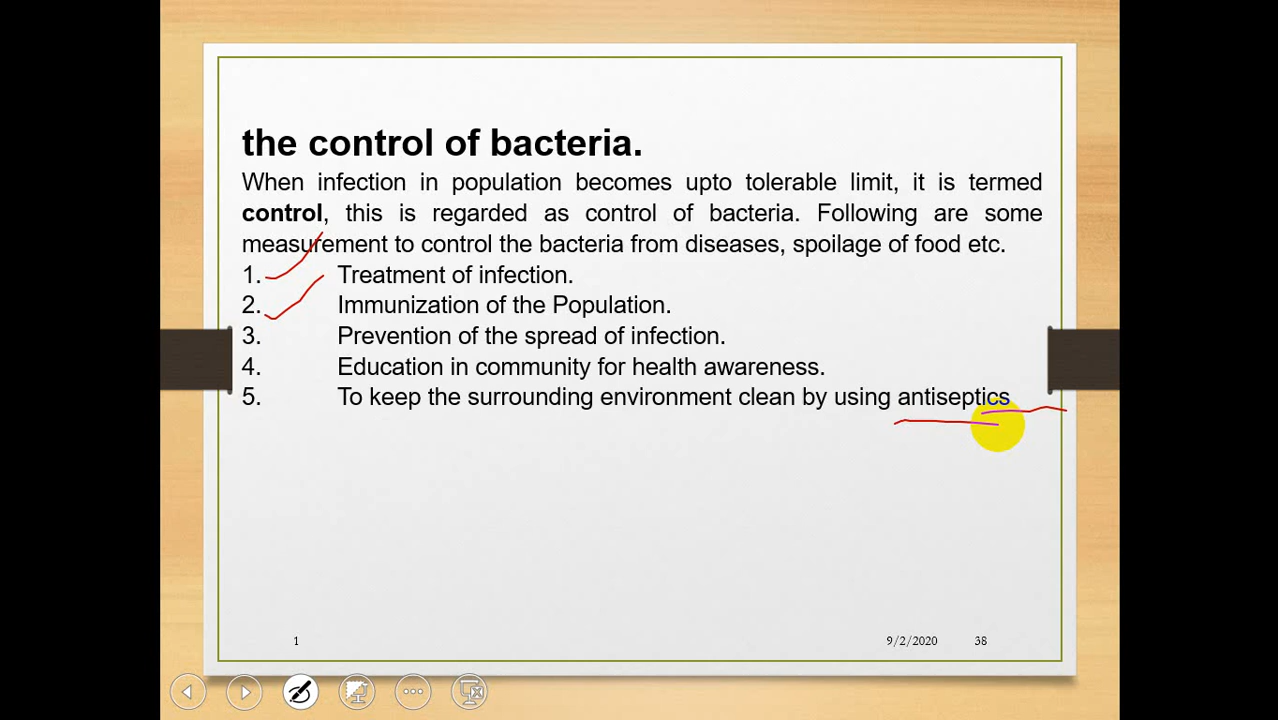 the control of bacteria.
When infection in population becomes upto tolerable limit, it is termed
control, this is regarded as control of bacteria. Following are some
measurement to control the bacteria from diseases, spoilage of food etc.
1. Treatment of infection.
2. Immunization of the Population.
3. Prevention of the spread of infection.
4. Education in community for health awareness.
5. To keep the surrounding environment clean by using antiseptics
1 9/2/2020 38